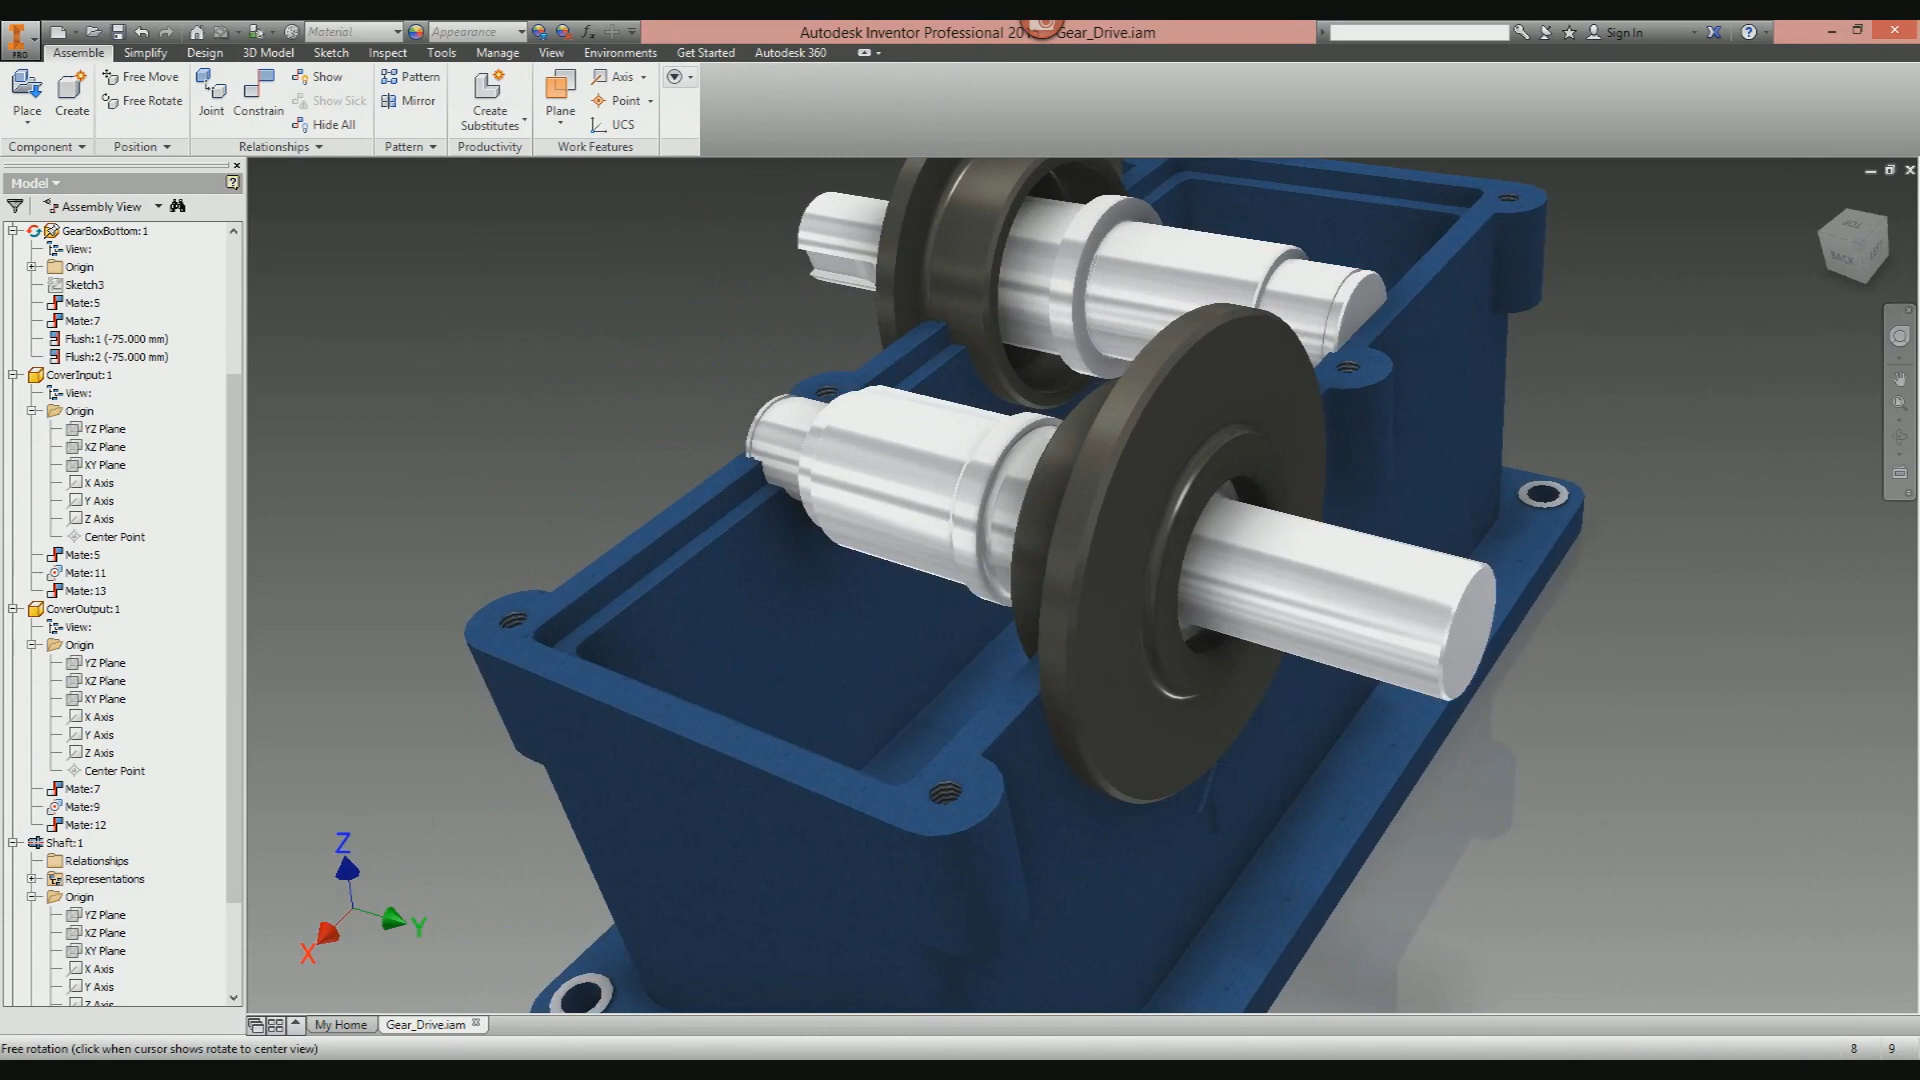 Material
Appearance
Autodesk Inventor Professional 20
Gear_Drive.iam
Sign In
PRO
Assemble Simplify Design 3D Model Sketch Inspect Tools Manage View Environments Get Started Autodesk 360
Place
Create
Free Move
Free Rotate
Joint
Constrain
Show
Show Sick
Hide All
Pattern
Mirror
Create
Substitutes
Plane
Axis
Point
UCS
Component
Position
Relationships
Pattern
Productivity
Work Features
Model
Assembly View
GearBoxBottom:1
View:
Origin
Sketch3
Mate:5
Mate:7
Flush:1 (-75.000 mm)
Flush:2 (-75.000 mm)
CoverInput:1
View:
Origin
YZ Plane
XZ Plane
XY Plane
X Axis
Y Axis
Z Axis
Center Point
Mate:5
Mate:11
Mate:13
CoverOutput:1
View:
Origin
YZ Plane
XZ Plane
XY Plane
X Axis
Y Axis
Z Axis
Center Point
Mate:7
Mate:9
Mate:12
Shaft:1
Relationships
Representations
Origin
YZ Plane
XZ Plane
XY Plane
X Axis
Y Axis
Z Axis
BACK
LEFT
TOP
Z
Y
X
My Home
Gear_Drive.iam
Free rotation (click when cursor shows rotate to center view)
8 9